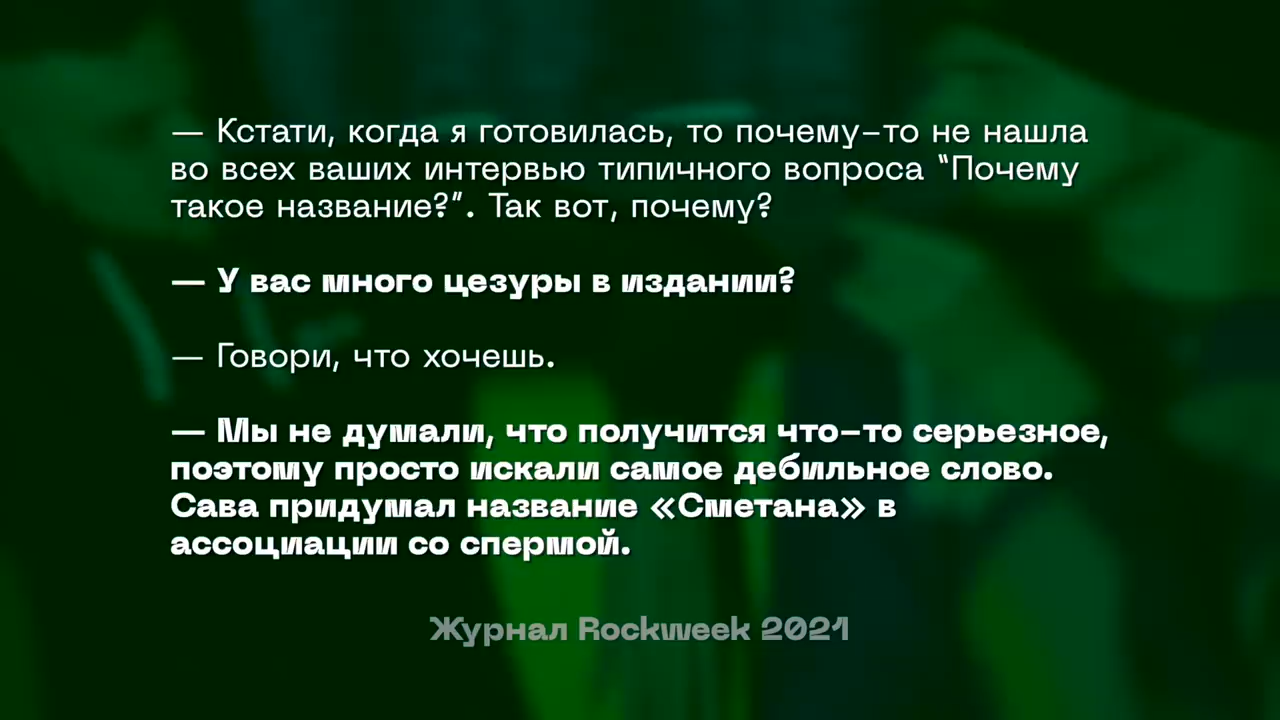 — Кстати, когда я готовилась, то почему-то не нашла
во всех ваших интервью типичного вопроса “Почему
такое название?”. Так вот, почему?
— У вас много цезуры в издании?
— Говори, что хочешь.
— Мы не думали, что получится что-то серьезное,
поэтому просто искали самое дебильное слово.
Сава придумал название «Сметана» в
ассоциации со спермой.
Журнал Rockweek 2021